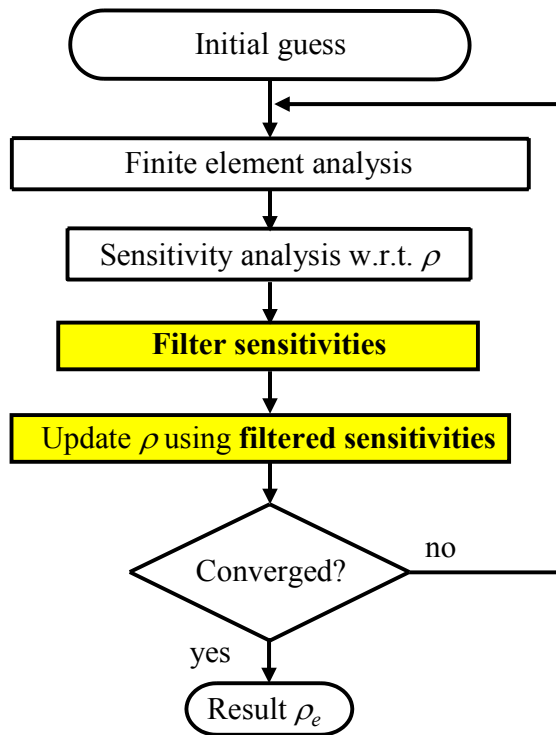 Initial guess
Finite element analysis
Sensitivity analysis w.r.t. ρ
Filter sensitivities
Update ρ using filtered sensitivities
Converged?
no
yes
Result ρₑ